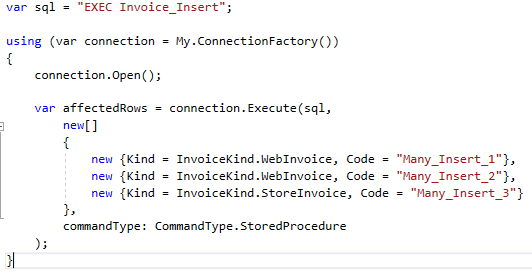 var sql = "EXEC Invoice_Insert";
using (var connection = My.ConnectionFactory())
{
connection.Open();
var affectedRows = connection.Execute(sql,
new[]
{
new {Kind = InvoiceKind.WebInvoice, Code = "Many_Insert_1"},
new {Kind = InvoiceKind.WebInvoice, Code = "Many_Insert_2"},
new {Kind = InvoiceKind.StoreInvoice, Code = "Many_Insert_3"}
},
commandType: CommandType.StoredProcedure
);
}